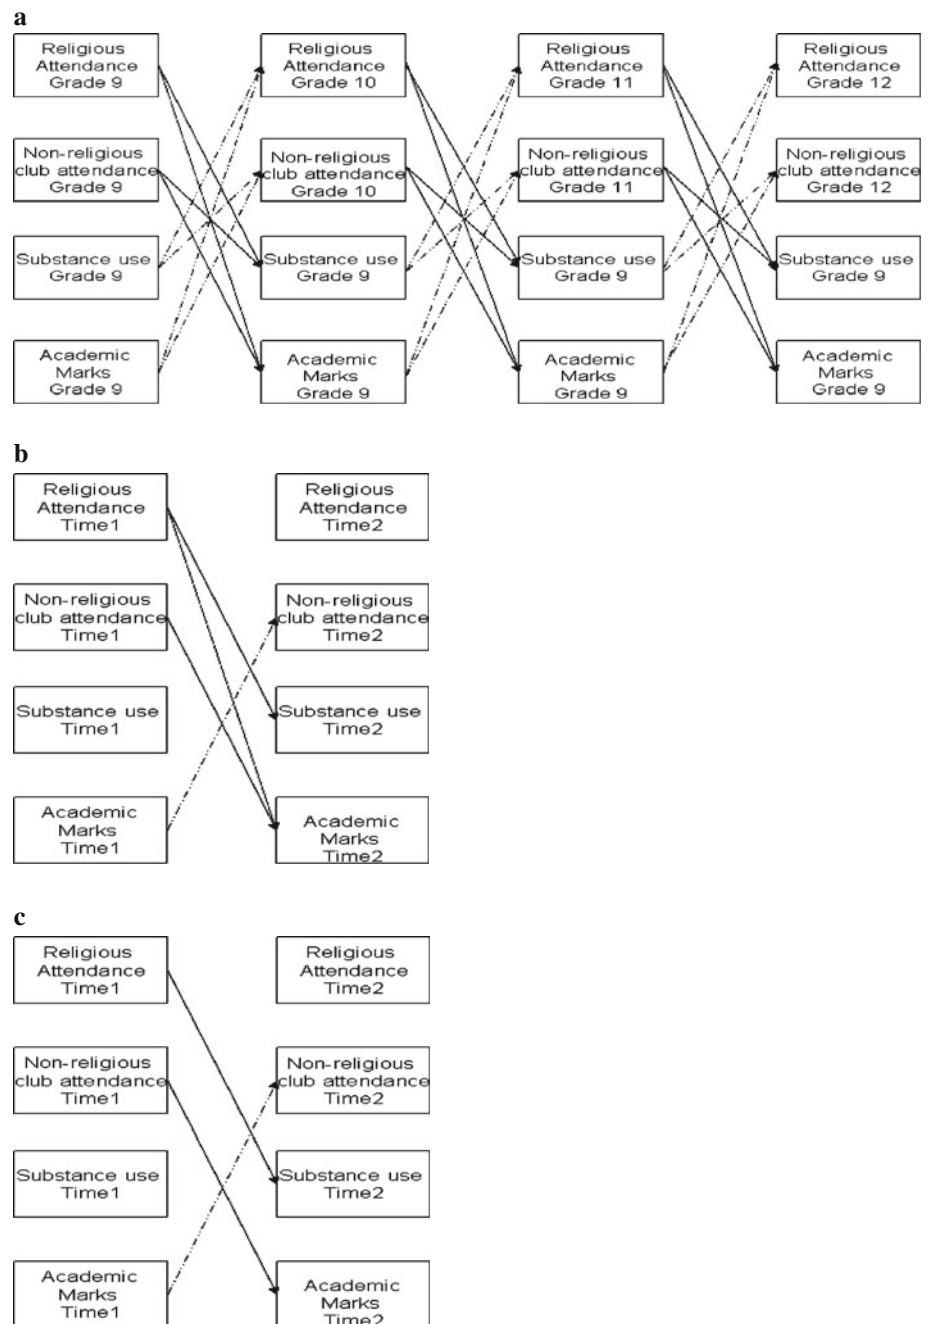 a
Religious
Attendance
Grade 9
Religious
Attendance
Grade 10
Religious
Attendance
Grade 11
Religious
Attendance
Grade 12
Non-religious
club attendance
Grade 9
Non-religious
club attendance
Grade 10
Non-religious
club attendance
Grade 11
Non-religious
club attendance
Grade 12
Substance use
Grade 9
Substance use
Grade 9
Substance use
Grade 9
Substance use
Grade 9
Academic
Marks
Grade 9
Academic
Marks
Grade 9
Academic
Marks
Grade 9
Academic
Marks
Grade 9
b
Religious
Attendance
Time1
Religious
Attendance
Time2
Non-religious
club attendance
Time1
Non-religious
club attendance
Time2
Substance use
Time1
Substance use
Time2
Academic
Marks
Time1
Academic
Marks
Time2
c
Religious
Attendance
Time1
Religious
Attendance
Time2
Non-religious
club attendance
Time1
Non-religious
club attendance
Time2
Substance use
Time1
Substance use
Time2
Academic
Marks
Time1
Academic
Marks
Time2